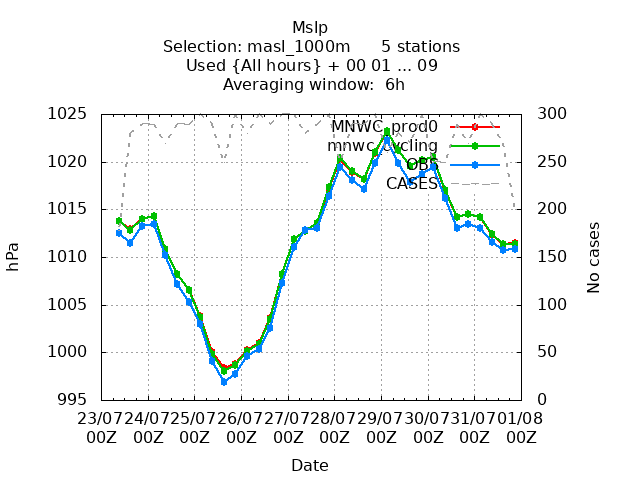 Mslp
Selection: masl_1000m 5 stations
Used {All hours} + 00 01 ... 09
Averaging window: 6h
1025
1020
1015
1010
1005
1000
995
hPa
300
250
200
150
100
50
0
No cases
MNWC_prod0
mnwc_cycling
OBS
CASES
23/07 24/07 25/07 26/07 27/07 28/07 29/07 30/07 31/07 01/08
00Z 00Z 00Z 00Z 00Z 00Z 00Z 00Z 00Z 00Z
Date